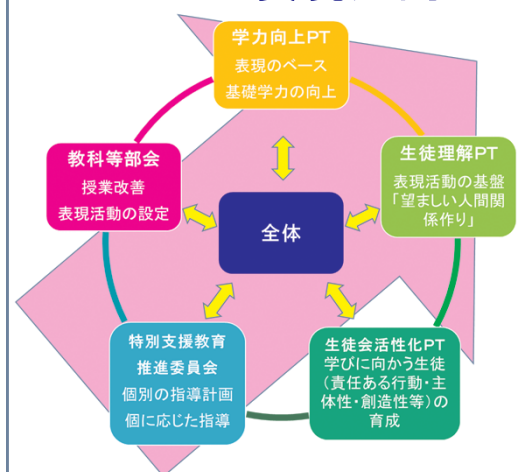 学力向上PT
表現のベース
基礎学力の向上
教科等部会
授業改善
表現活動の設定
生徒理解PT
表現活動の基盤
「望ましい人間関
係作り」
全体
特別支援教育
推進委員会
個別の指導計画
個に応じた指導
生徒会活性化PT
学びに向かう生徒
(責任ある行動・主
体性・創造性等)の
育成